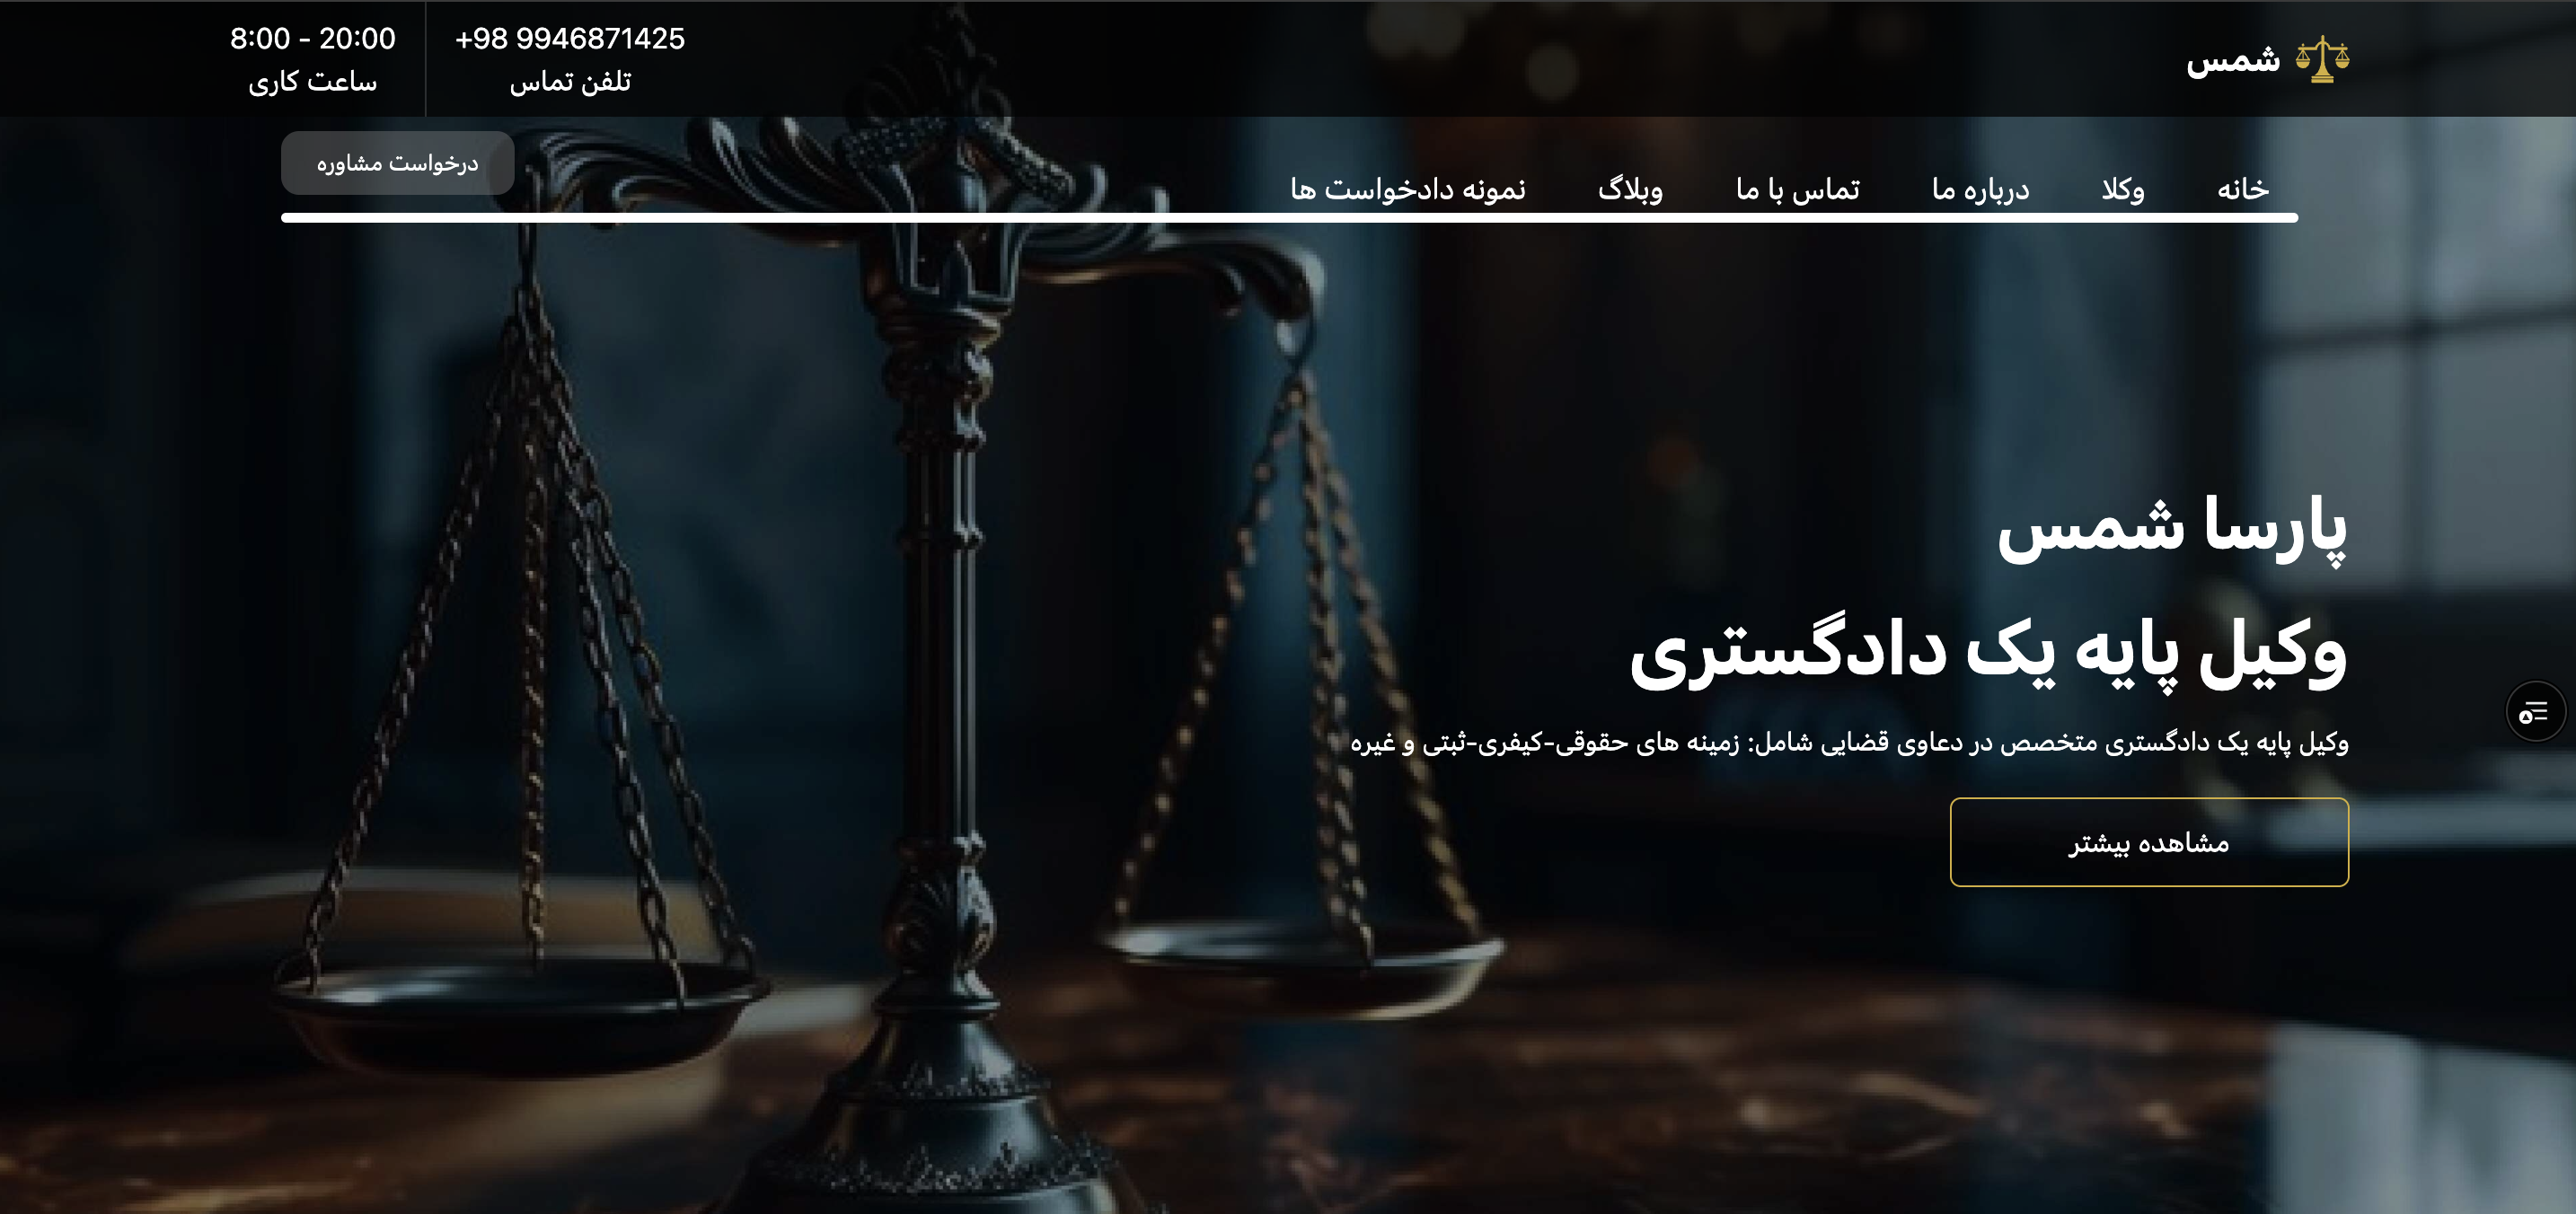 شمس
+98 9946871425
تلفن تماس
8:00 - 20:00
ساعت کاری
خانه
وکلا
درباره ما
تماس با ما
وبلاگ
نمونه دادخواست ها
درخواست مشاوره
پارسا شمس
وکیل پایه یک دادگستری
وکیل پایه یک دادگستری متخصص در دعاوی قضایی شامل: زمینه های حقوقی-کیفری-ثبتی و غیره
مشاهده بیشتر